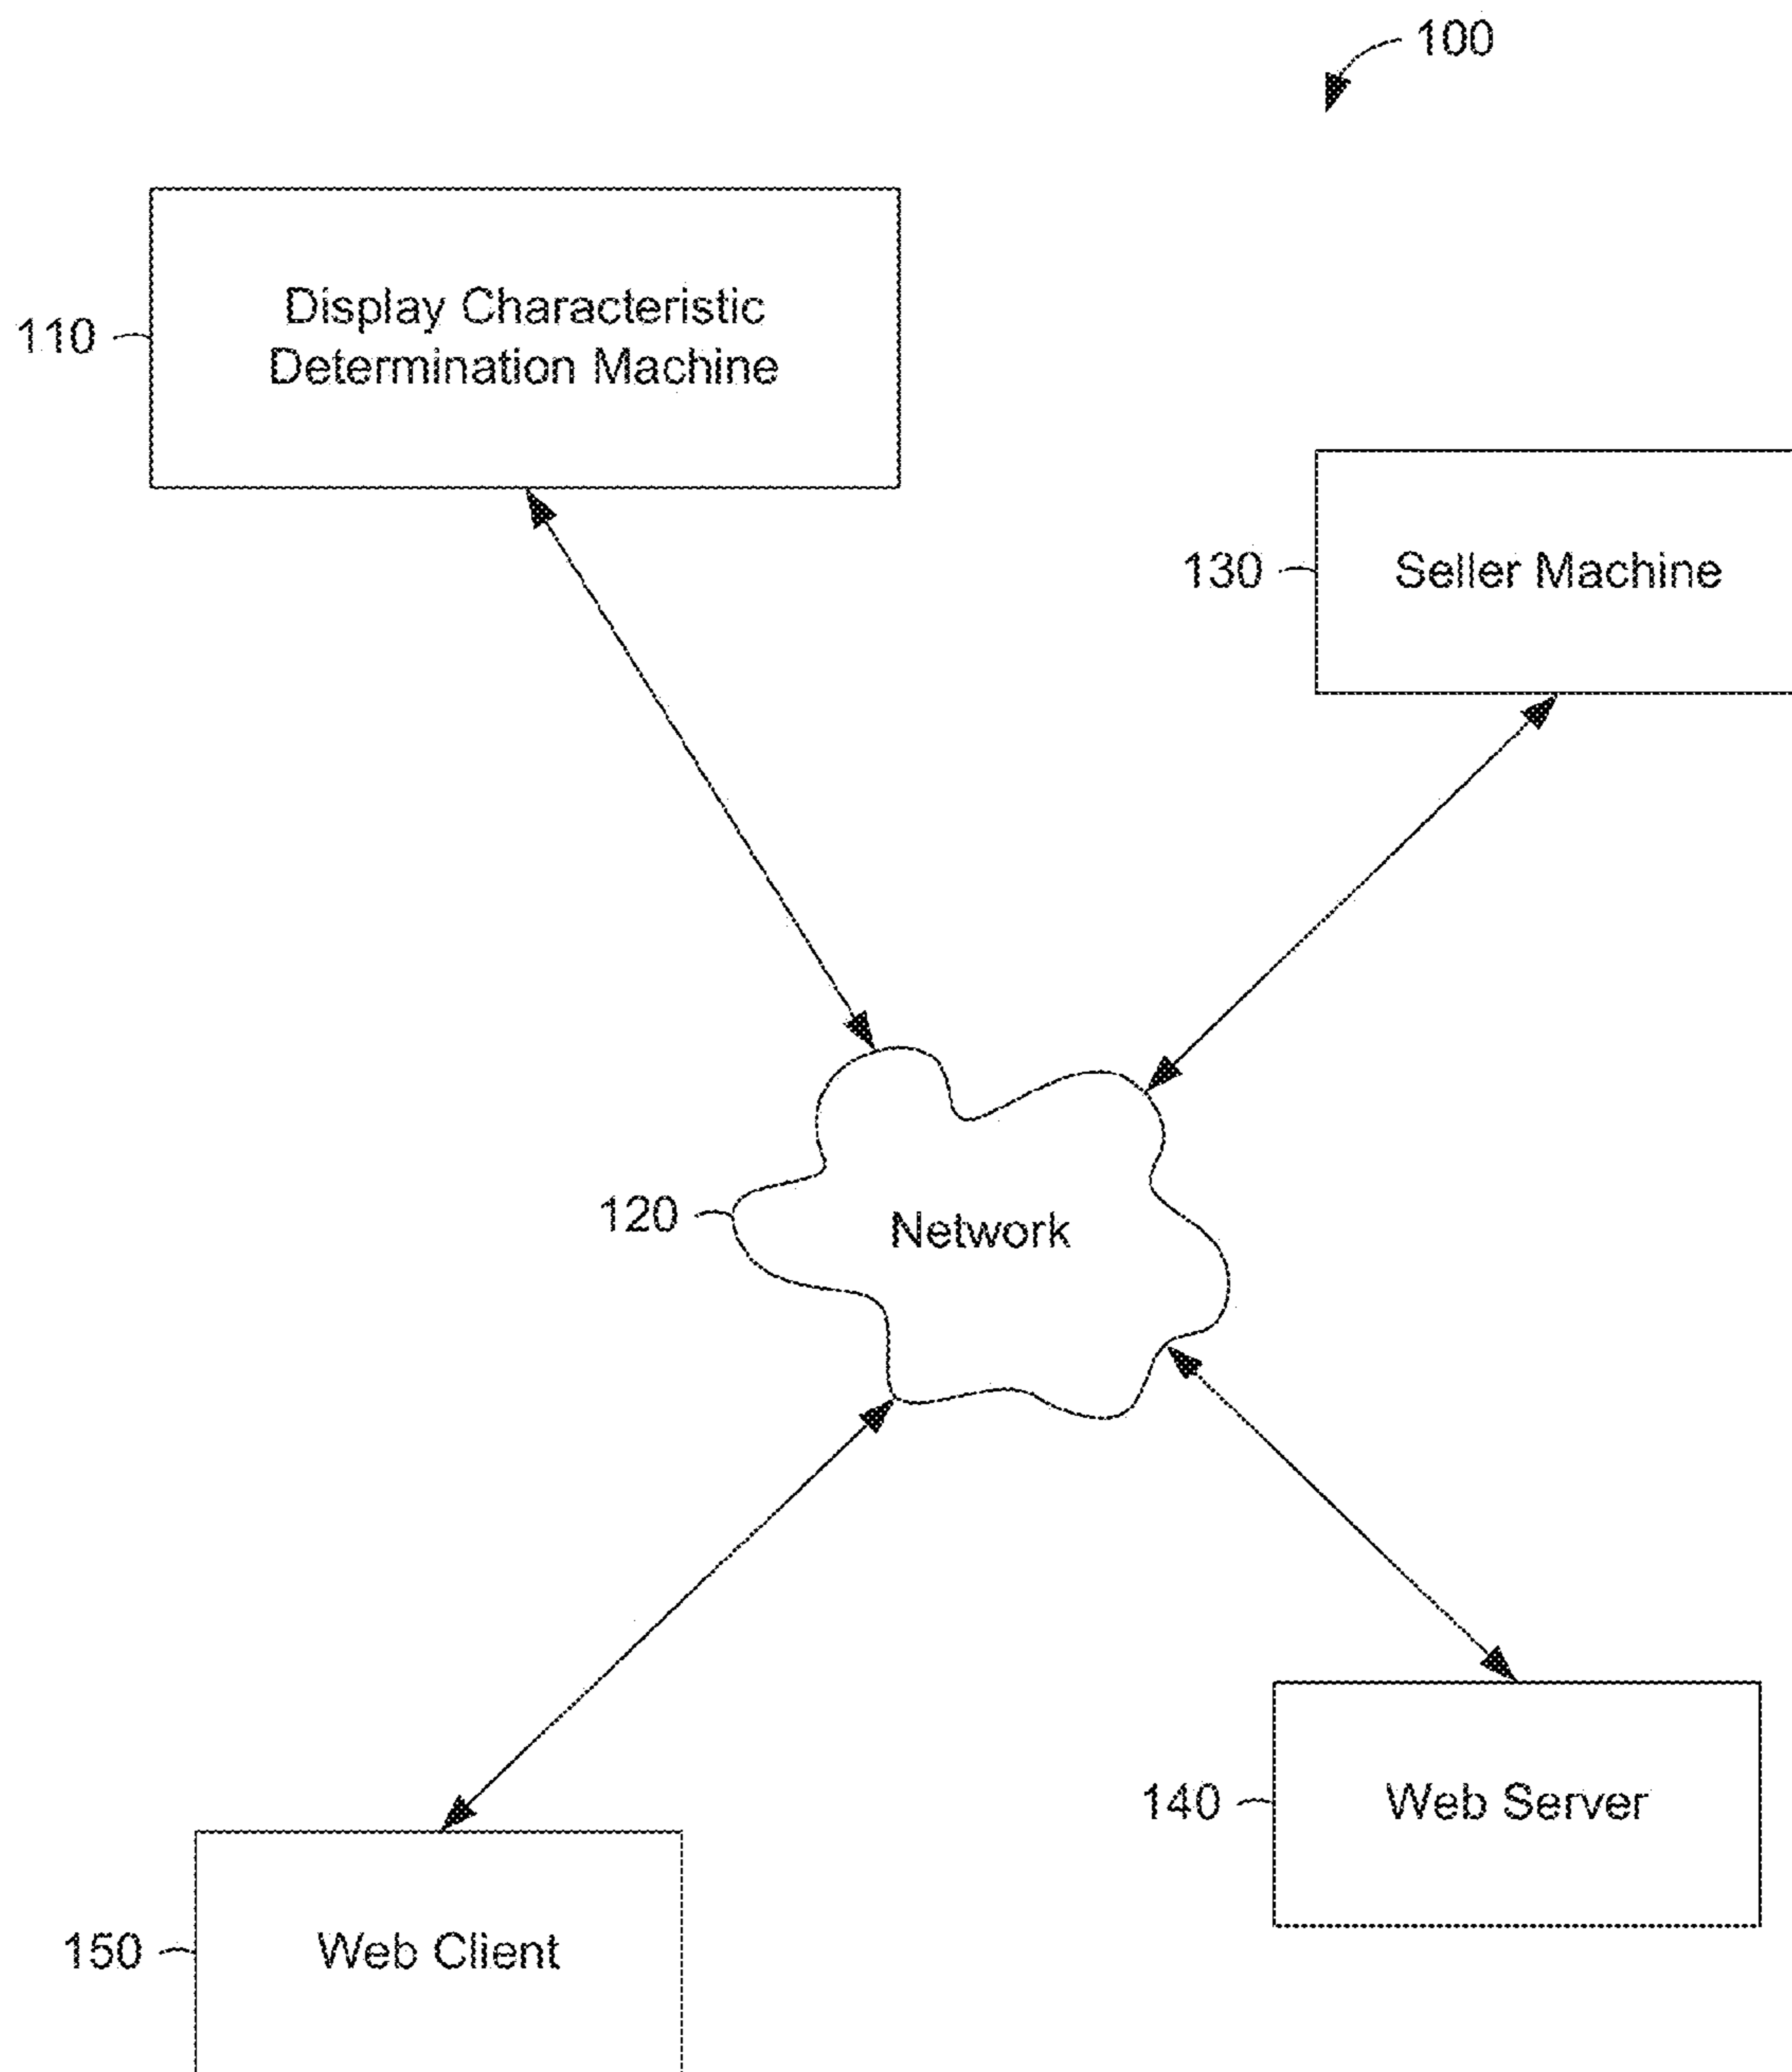 100
110
Display Characteristic
Determination Machine
130
Seller Machine
120
Network
140
Web Server
150
Web Client